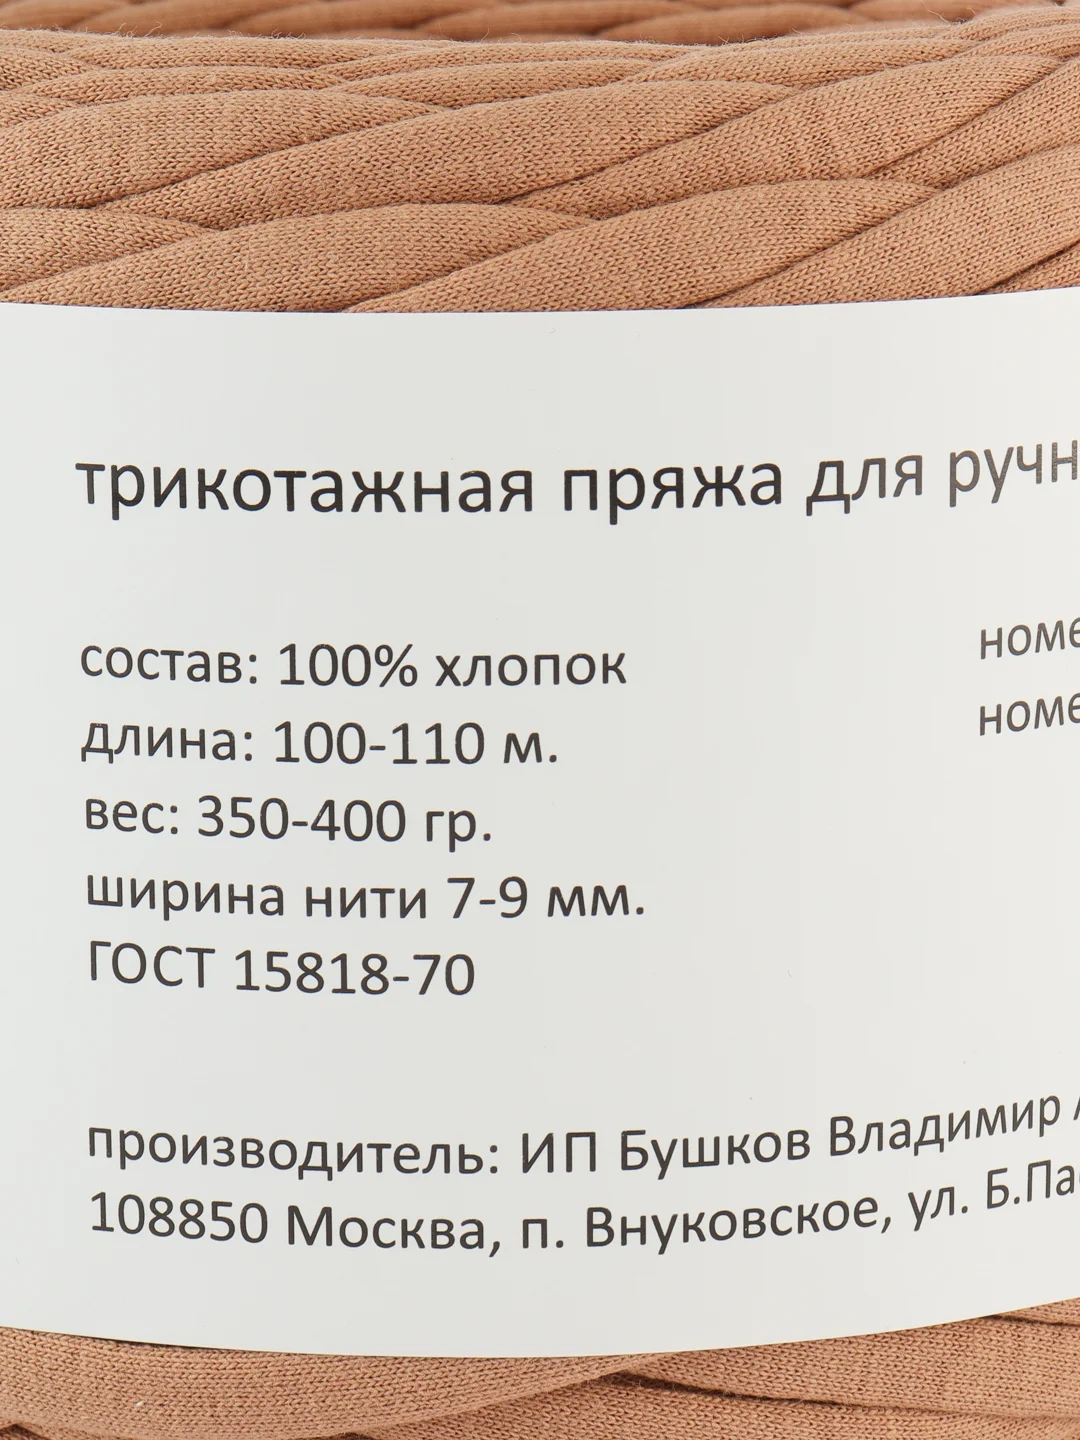 трикотажная пряжа для ручн
состав: 100% хлопок
длина: 100-110 м.
вес: 350-400 гр.
ширина нити 7-9 мм.
ГОСТ 15818-70
номе
номе
производитель: ИП Бушков Владимир
108850 Москва, п. Внуковское, ул. Б.Па